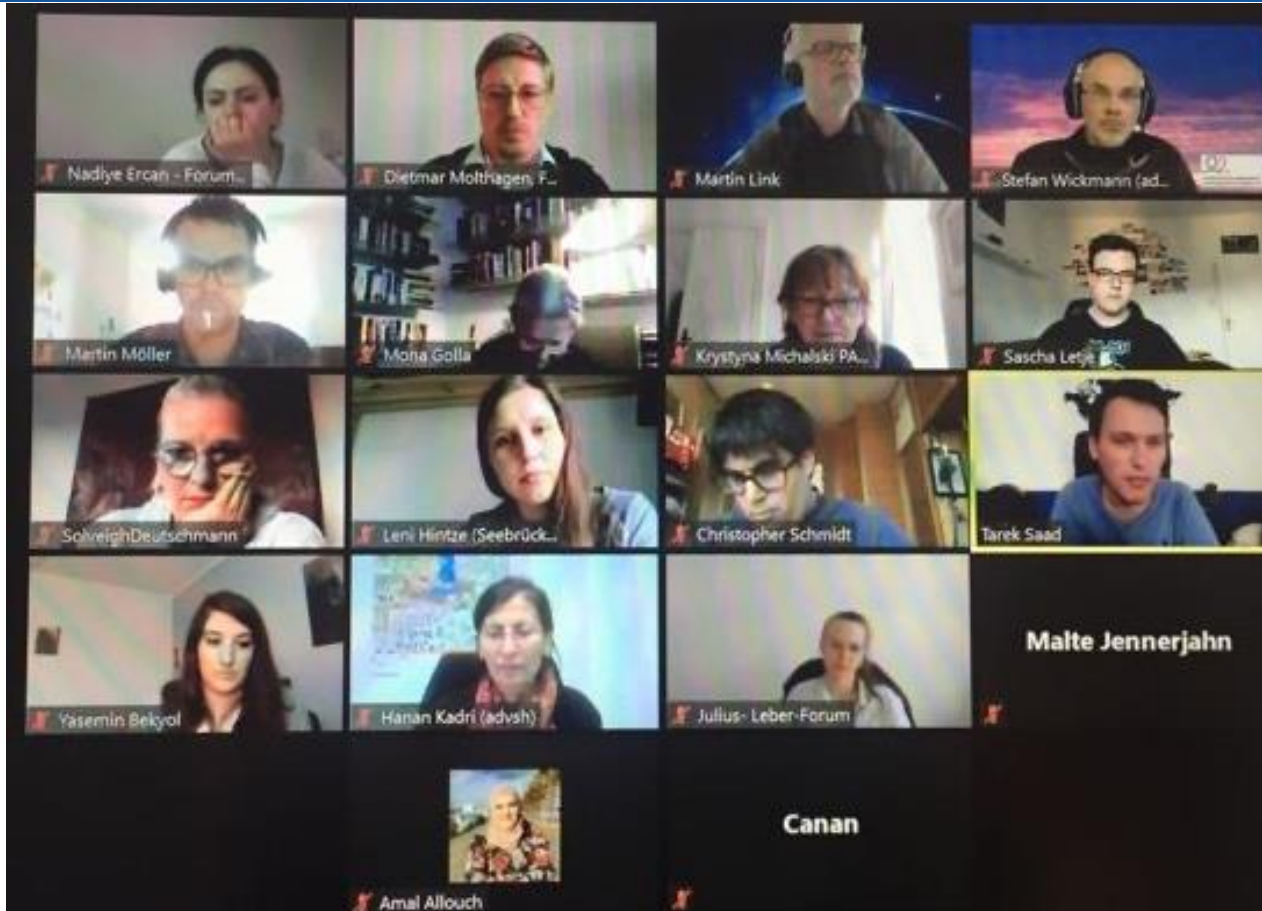 Nadiye Ercan - Forum...
Dietmar Molthagen, F...
Martin Link
Stefan Wickmann (ad...
Martin Möller
Mona Golla
Krystyna Michalski PA...
Sascha Letje
SolveighDeutschmann
Leni Hintze (Seebrück...
Christopher Schmidt
Tarek Saad
Yasemin Bekyol
Hanan Kadri (advsh)
Julius- Leber-Forum
Malte Jennerjahn
Amal Allouch
Canan